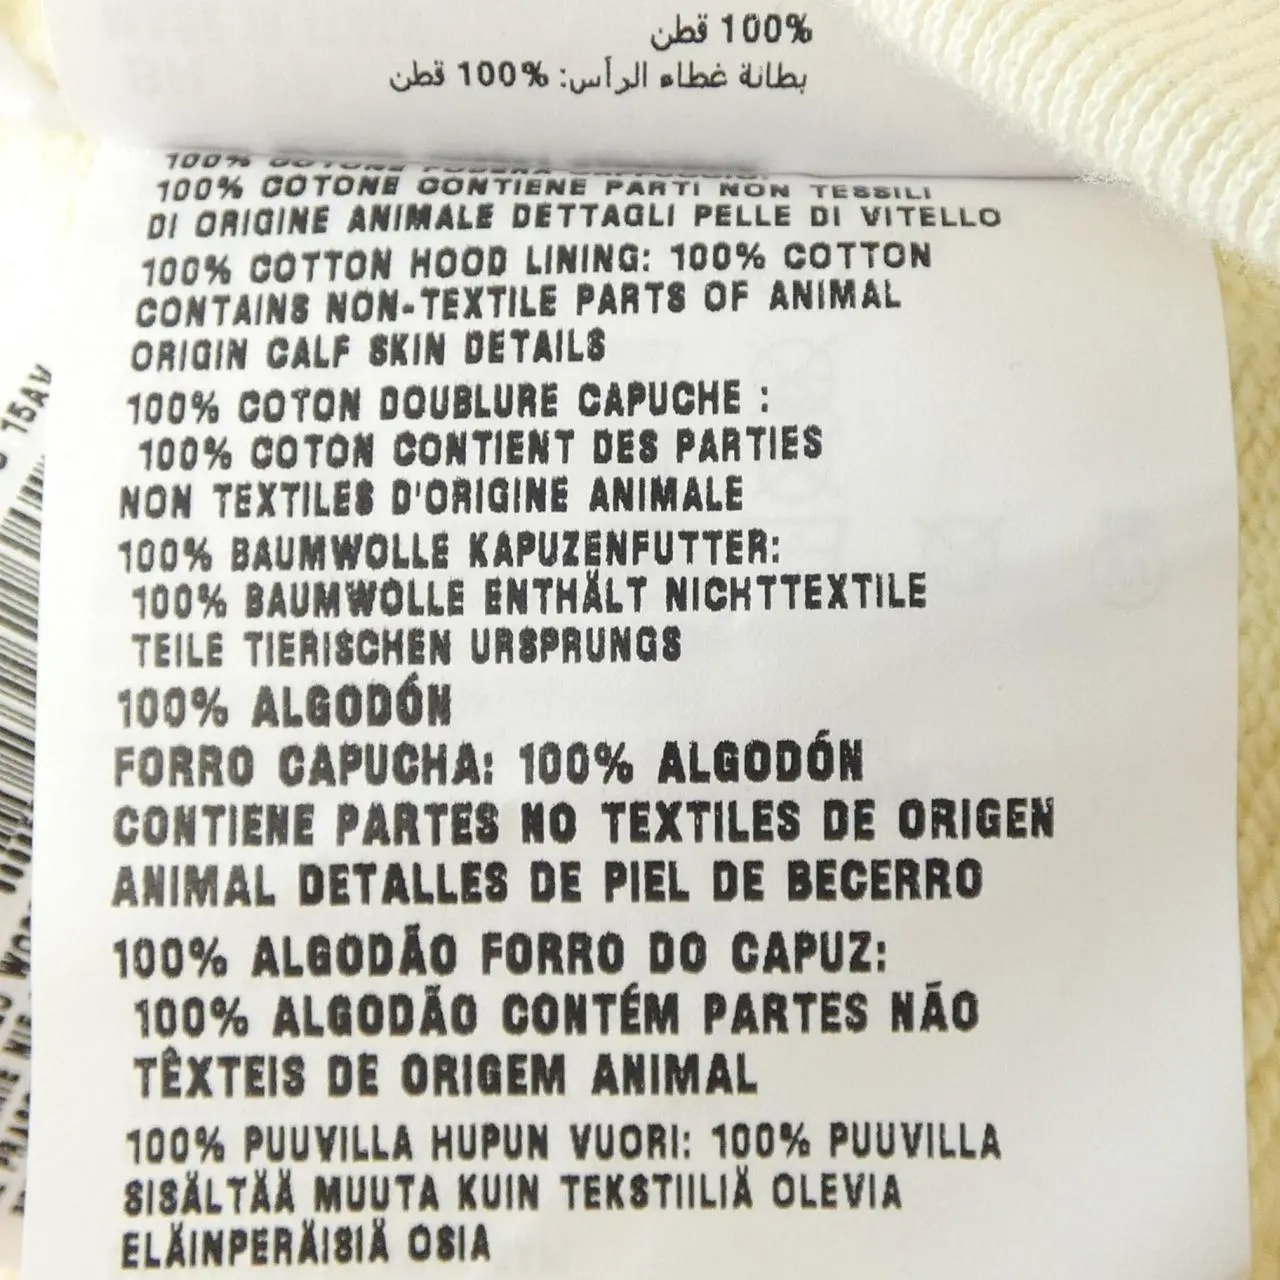 100% قطن
بطانة غطاء الرأس: 100% قطن
100% COTONE FODERA CAPPUCCIO:
100% COTONE CONTIENE PARTI NON TESSILI
DI ORIGINE ANIMALE DETTAGLI PELLE DI VITELLO
100% COTTON HOOD LINING: 100% COTTON
CONTAINS NON-TEXTILE PARTS OF ANIMAL
ORIGIN CALF SKIN DETAILS
100% COTON DOUBLURE CAPUCHE :
100% COTON CONTIENT DES PARTIES
NON TEXTILES D'ORIGINE ANIMALE
100% BAUMWOLLE KAPUZENFUTTER:
100% BAUMWOLLE ENTHÄLT NICHTTEXTILE
TEILE TIERISCHEN URSPRUNGS
100% ALGODÓN
FORRO CAPUCHA: 100% ALGODÓN
CONTIENE PARTES NO TEXTILES DE ORIGEN
ANIMAL DETALLES DE PIEL DE BECERRO
100% ALGODÃO FORRO DO CAPUZ:
100% ALGODÃO CONTÉM PARTES NÃO
TÊXTEIS DE ORIGEM ANIMAL
100% PUUVILLA HUPUN VUORI: 100% PUUVILLA
SISÄLTÄÄ MUUTA KUIN TEKSTIILIÄ OLEVIA
ELÄINPERÄISIÄ OSIA
15AW